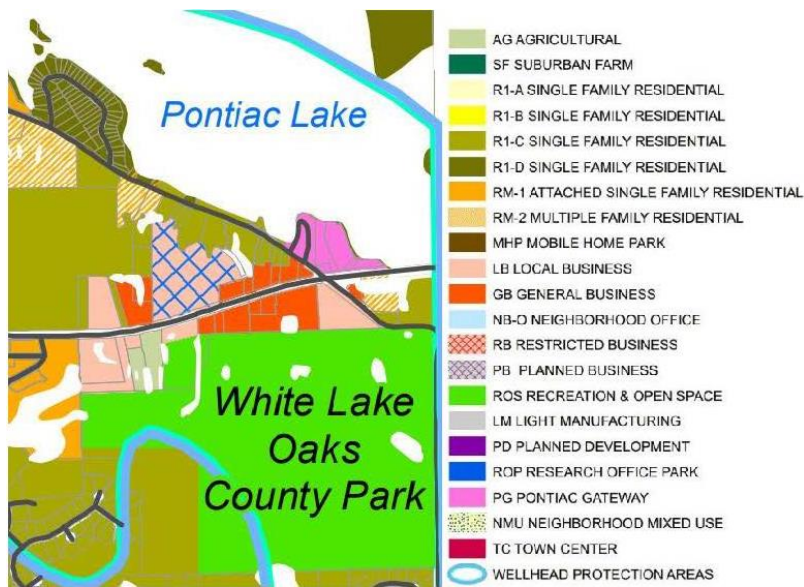 Pontiac Lake
White Lake
Oaks
County Park
AG AGRICULTURAL
SF SUBURBAN FARM
R1-A SINGLE FAMILY RESIDENTIAL
R1-B SINGLE FAMILY RESIDENTIAL
R1-C SINGLE FAMILY RESIDENTIAL
R1-D SINGLE FAMILY RESIDENTIAL
RM-1 ATTACHED SINGLE FAMILY RESIDENTIAL
RM-2 MULTIPLE FAMILY RESIDENTIAL
MHP MOBILE HOME PARK
LB LOCAL BUSINESS
GB GENERAL BUSINESS
NB-O NEIGHBORHOOD OFFICE
RB RESTRICTED BUSINESS
PB PLANNED BUSINESS
ROS RECREATION & OPEN SPACE
LM LIGHT MANUFACTURING
PD PLANNED DEVELOPMENT
ROP RESEARCH OFFICE PARK
PG PONTIAC GATEWAY
NMU NEIGHBORHOOD MIXED USE
TC TOWN CENTER
WELLHEAD PROTECTION AREAS